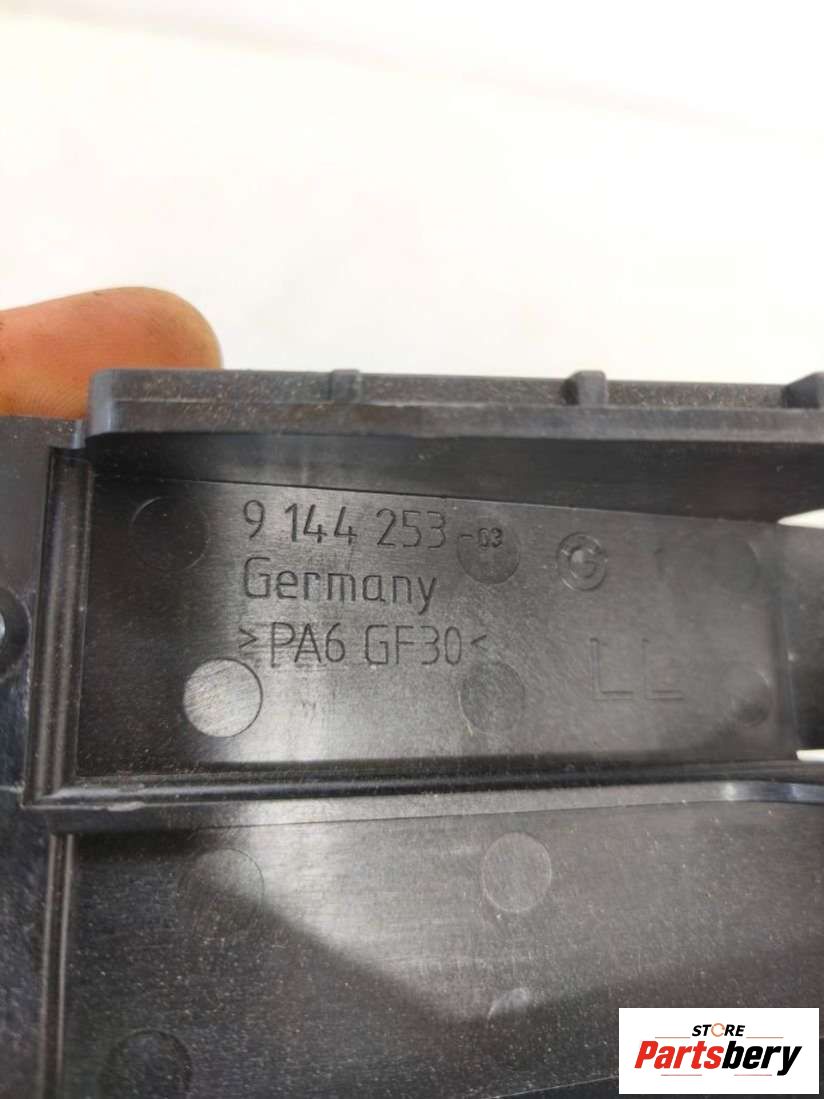 9 144 253-03
Germany
>PA6 GF30<
LL
STORE
Partsbery